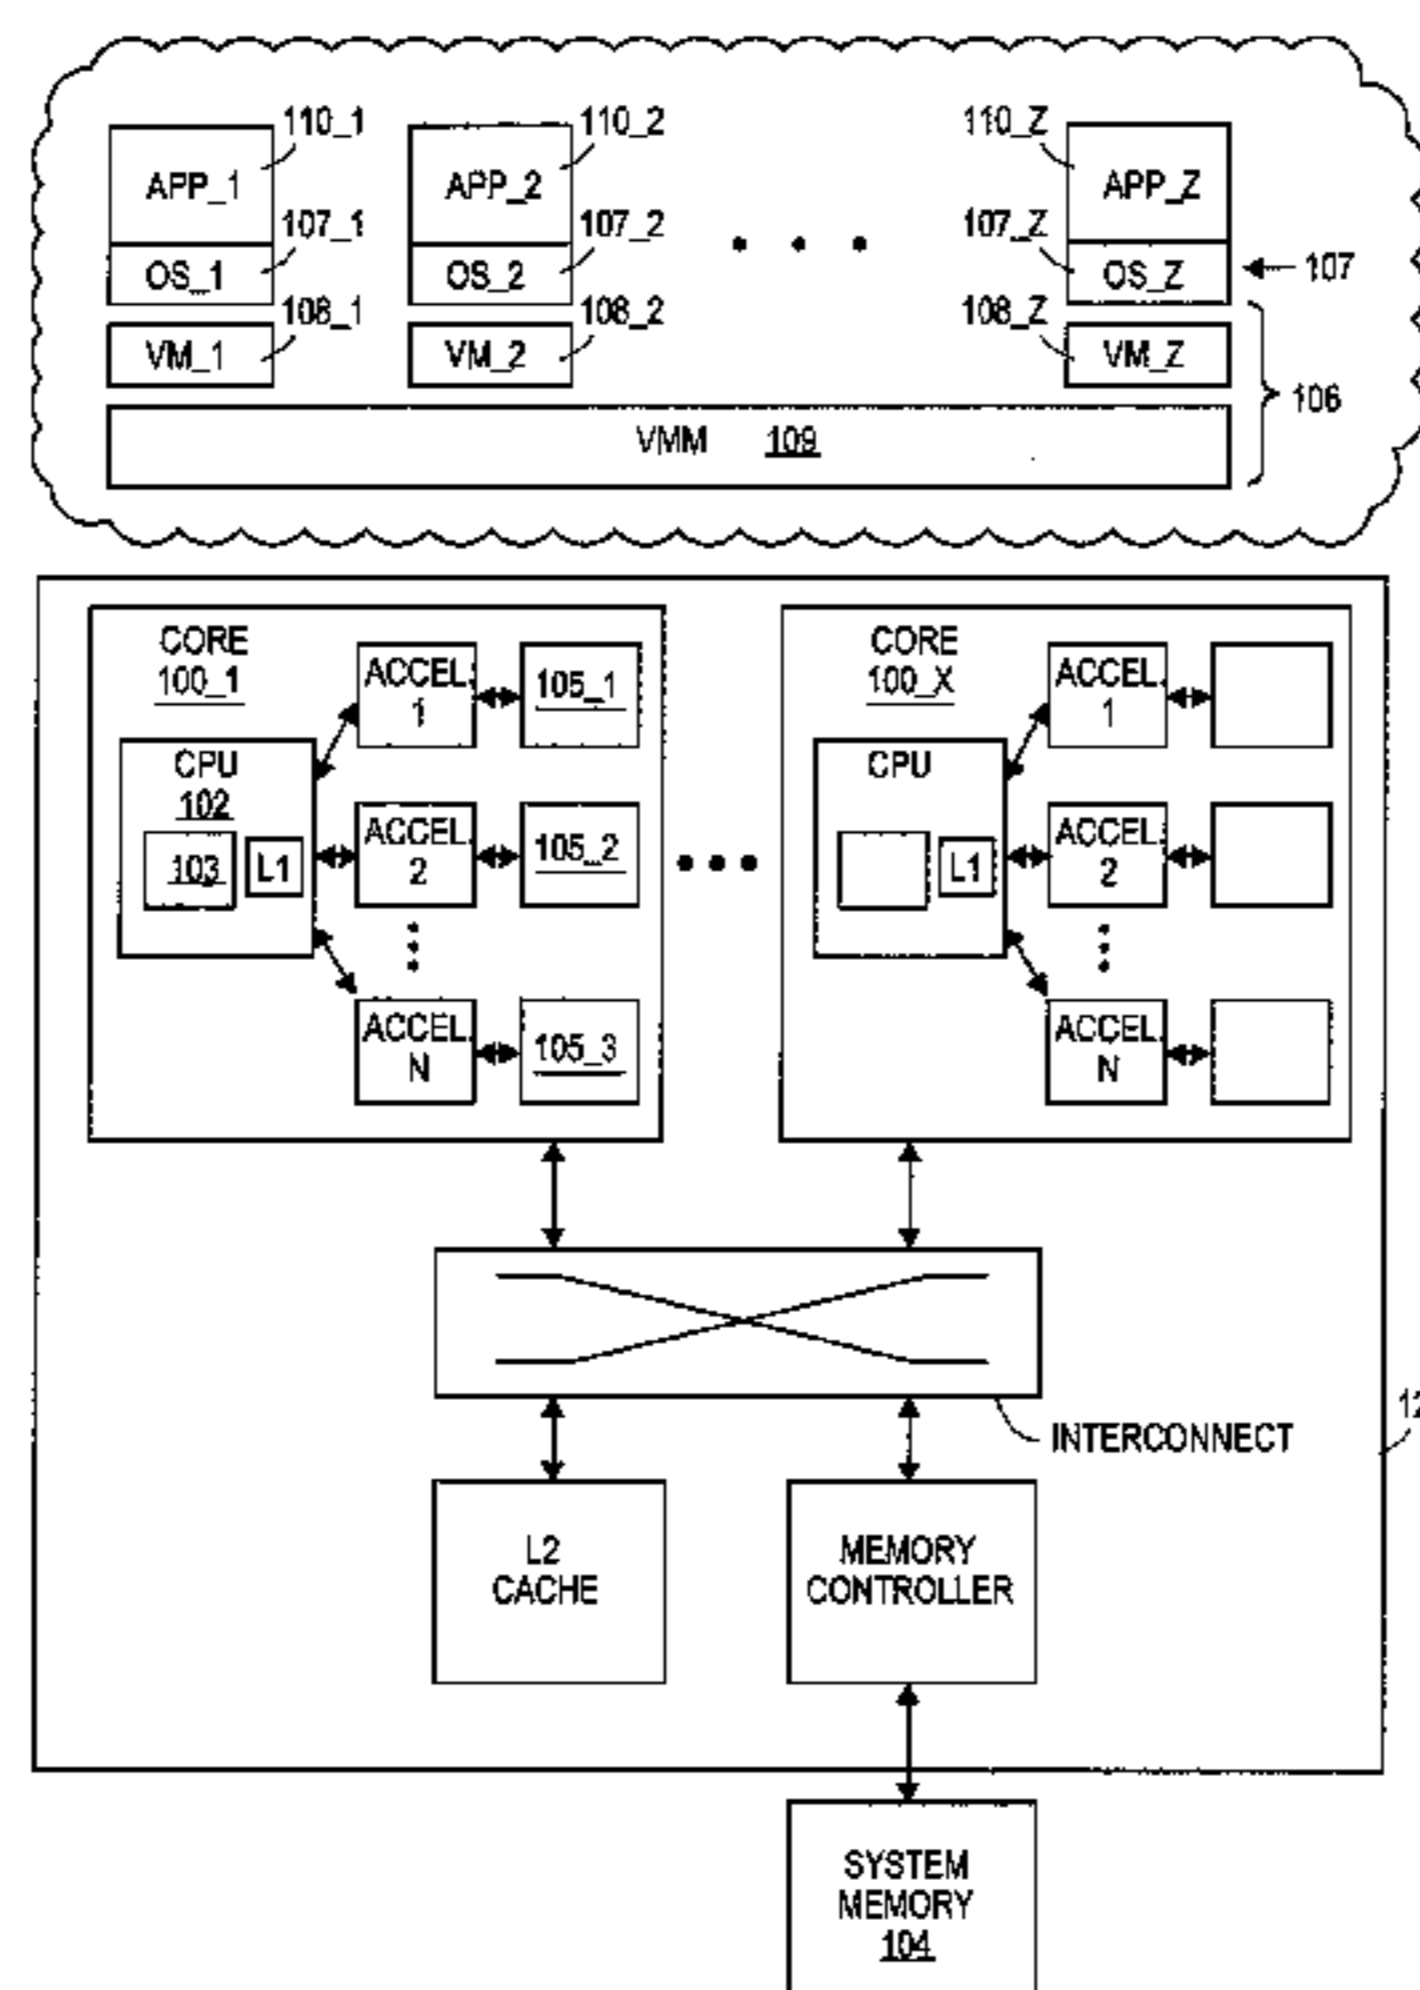 110_1 110_2 110_Z
APP_1 APP_2 APP_Z
107_1 107_2 107_Z
OS_1 OS_2 OS_Z 107
108_1 108_2 108_Z
VM_1 VM_2 VM_Z
106
VMM 109
CORE
100_1
ACCEL.
1
105_1
CPU
102
103
L1
ACCEL.
2
105_2
ACCEL.
N
105_3
CORE
100_X
ACCEL.
1
CPU
L1
ACCEL.
2
ACCEL.
N
INTERCONNECT
L2
CACHE
MEMORY
CONTROLLER
SYSTEM
MEMORY
104